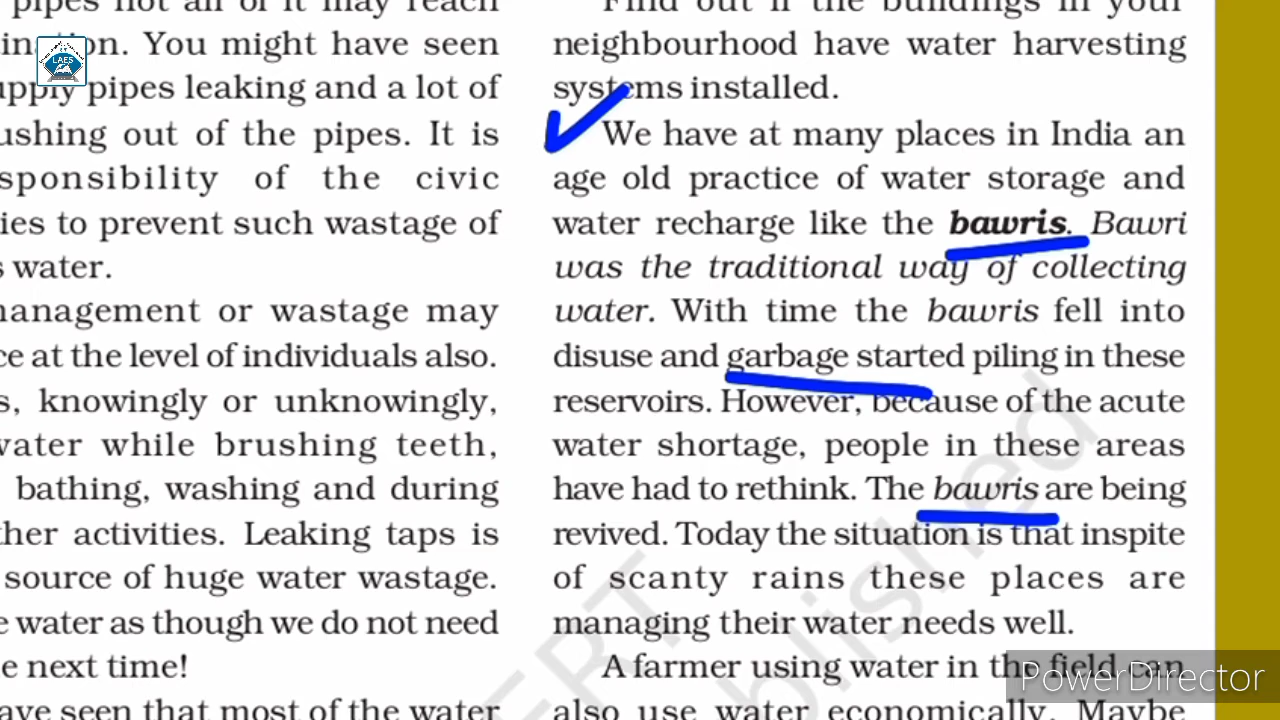 pipes not all of it may reach
ination. You might have seen
upply pipes leaking and a lot of
ushing out of the pipes. It is
sponsibility of the civic
ies to prevent such wastage of
s water.
anagement or wastage may
ce at the level of individuals also.
s, knowingly or unknowingly,
water while brushing teeth,
bathing, washing and during
ther activities. Leaking taps is
source of huge water wastage.
e water as though we do not need
e next time!
ave seen that most of the water
Find out if the buildings in your
neighbourhood have water harvesting
systems installed.
We have at many places in India an
age old practice of water storage and
water recharge like the bawris. Bawri
was the traditional way of collecting
water. With time the bawris fell into
disuse and garbage started piling in these
reservoirs. However, because of the acute
water shortage, people in these areas
have had to rethink. The bawris are being
revived. Today the situation is that inspite
of scanty rains these places are
managing their water needs well.
A farmer using water in the field can
also use water economically. Maybe
LAES
PowerDirector